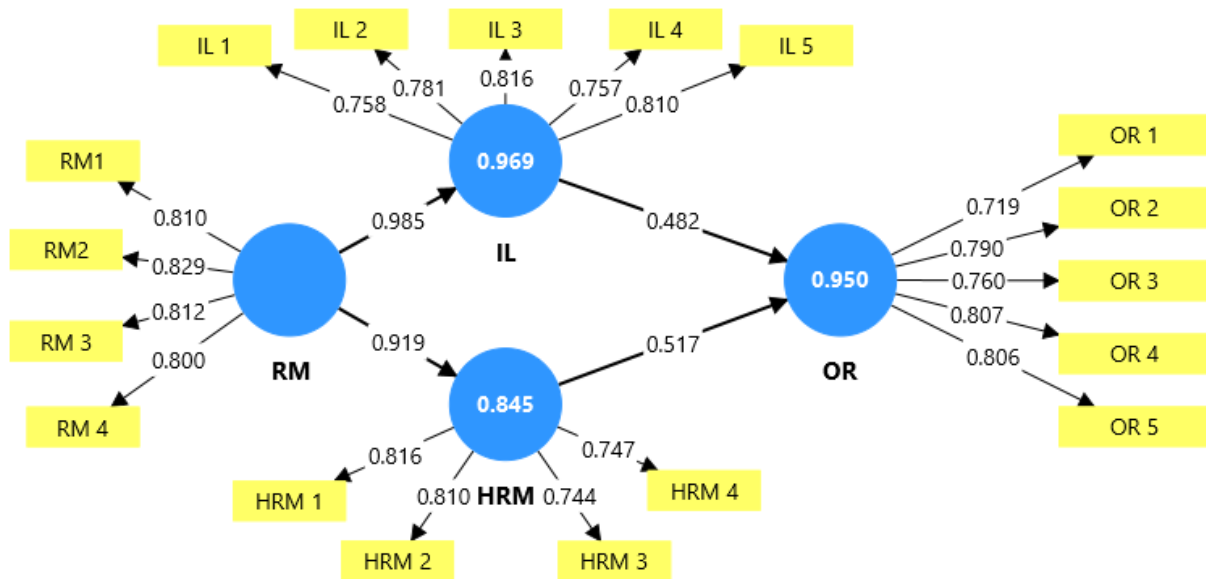 IL 1
IL 2
IL 3
IL 4
IL 5
0.758
0.781
0.816
0.757
0.810
RM1
RM2
RM 3
RM 4
0.810
0.829
0.812
0.800
RM
0.985
0.919
0.969
IL
0.482
0.845
HRM
0.517
0.816
0.810
0.744
0.747
HRM 1
HRM 2
HRM 3
HRM 4
0.950
OR
0.719
0.790
0.760
0.807
0.806
OR 1
OR 2
OR 3
OR 4
OR 5